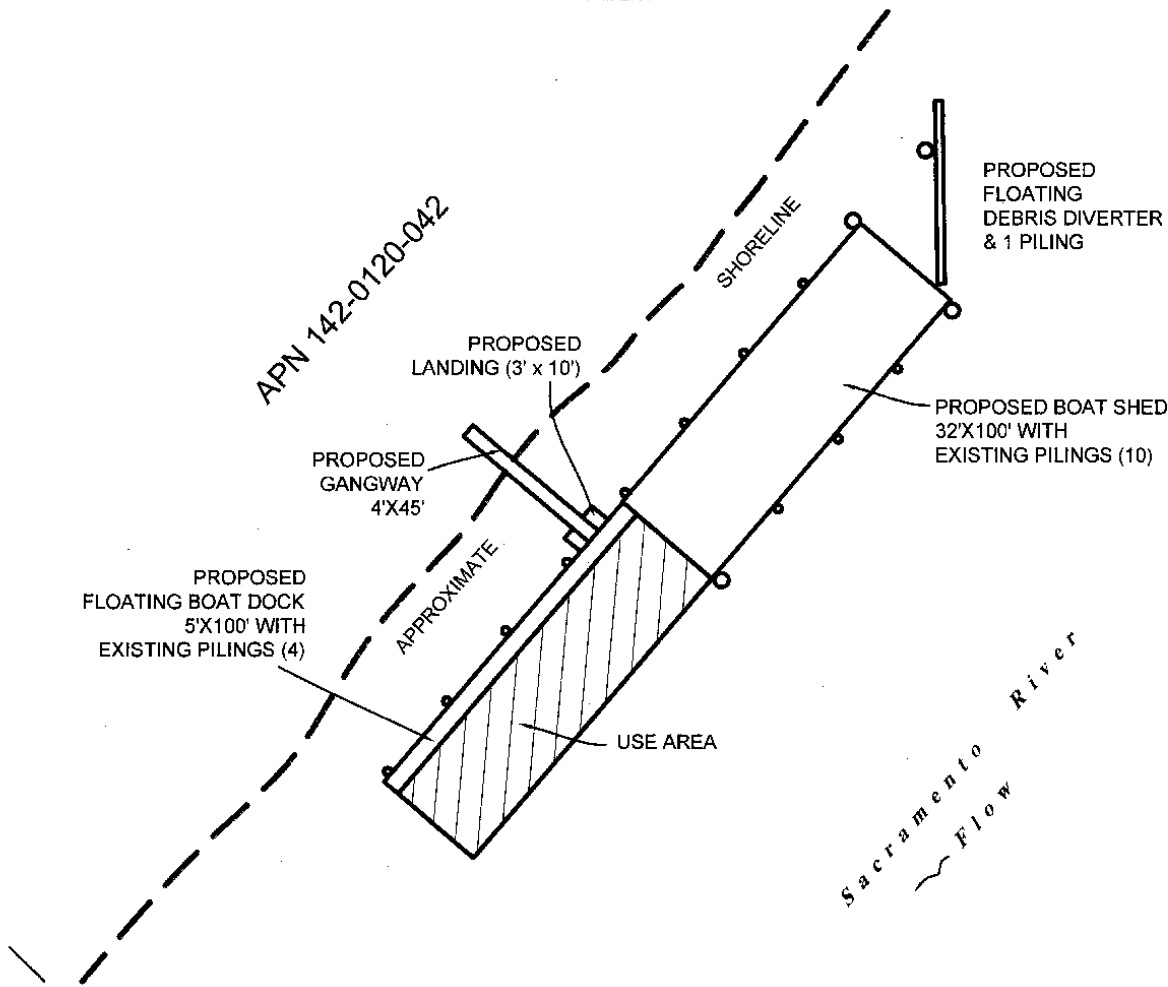 PROPOSED
FLOATING
DEBRIS DIVERTER
& 1 PILING
SHORELINE
APN 142-0120-042
PROPOSED
LANDING (3' x 10')
PROPOSED BOAT SHED
32'X100' WITH
EXISTING PILINGS (10)
PROPOSED
GANGWAY
4'X45'
APPROXIMATE
PROPOSED
FLOATING BOAT DOCK
5'X100' WITH
EXISTING PILINGS (4)
USE AREA
Sacramento River
Flow